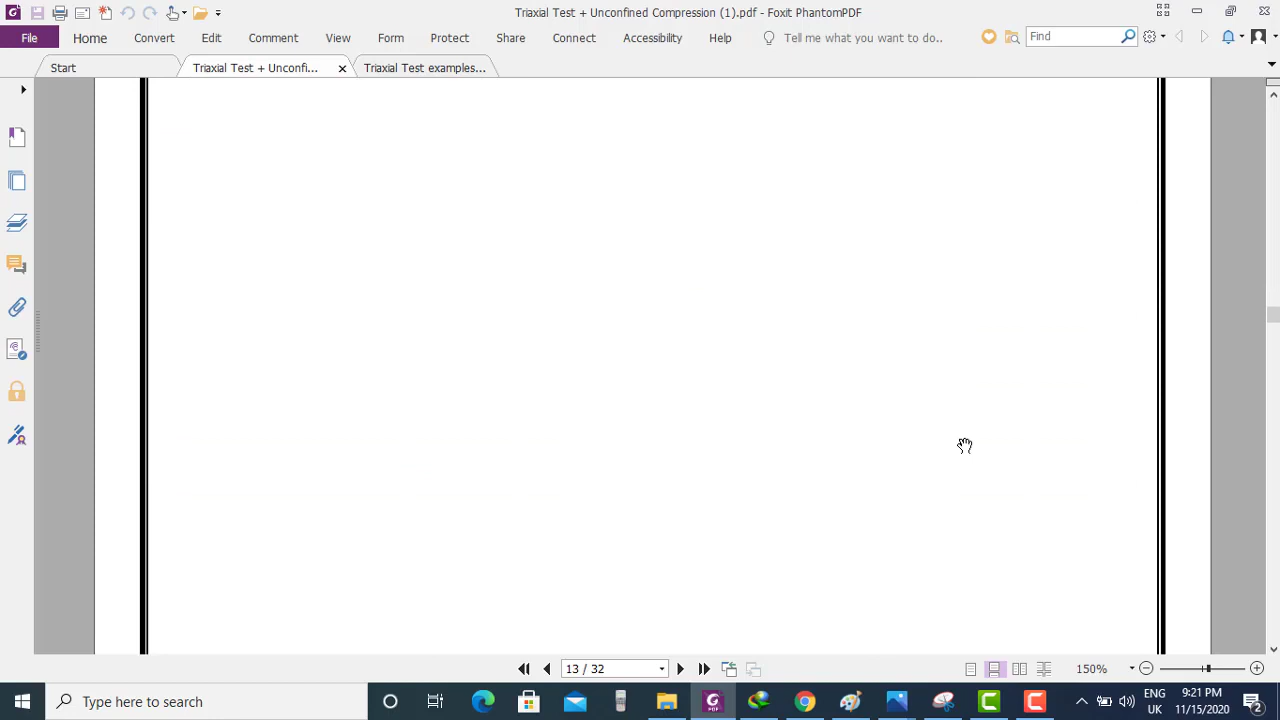 Triaxial Test + Unconfined Compression (1).pdf - Foxit PhantomPDF
File Home Convert Edit Comment View Form Protect Share Connect Accessibility Help Tell me what you want to do.. Find
Start Triaxial Test + Unconfi... Triaxial Test examples...
13 / 32 150%
Type here to search ENG 9:21 PM
UK 11/15/2020 2